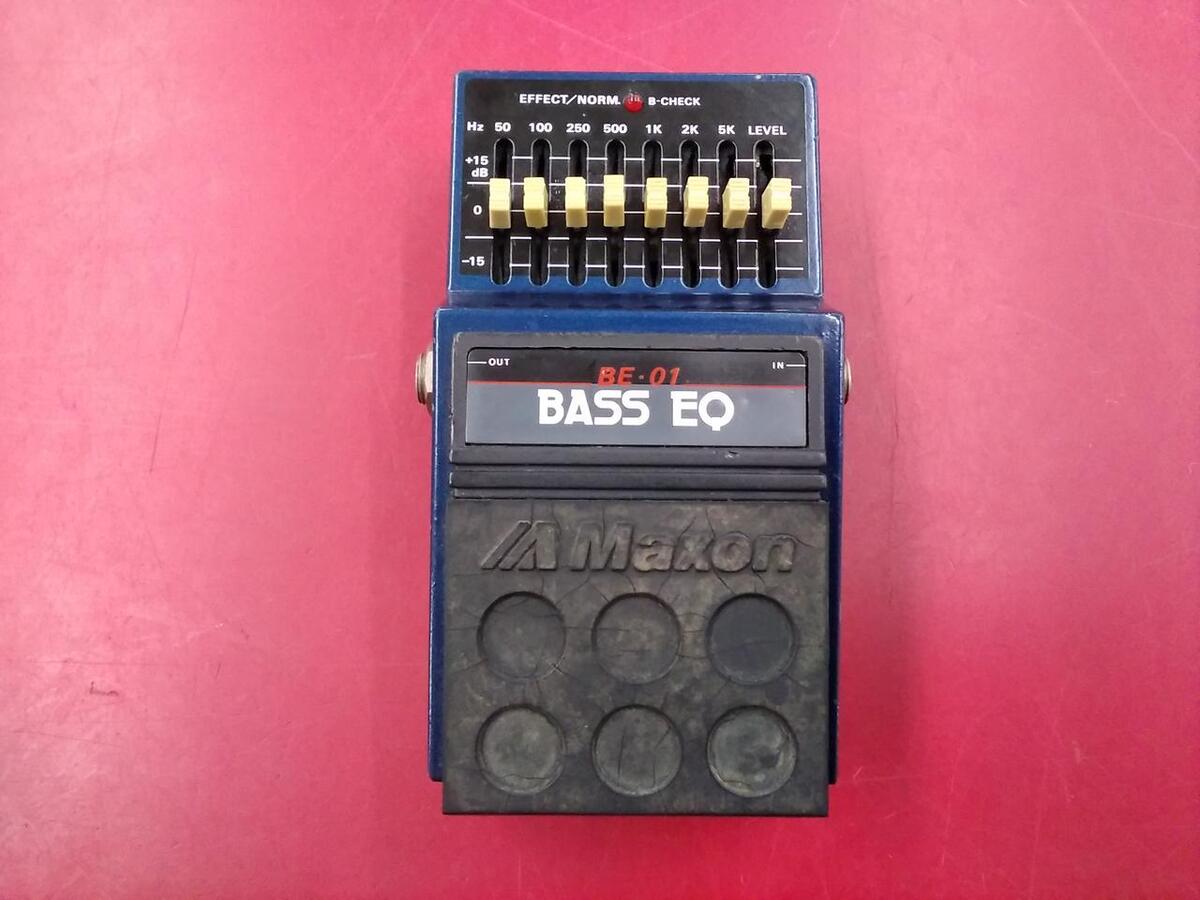 EFFECT/NORM. B-CHECK
Hz 50 100 250 500 1K 2K 5K LEVEL
+15
dB
0
-15
OUT IN
BE-01
BASS EQ
Maxon